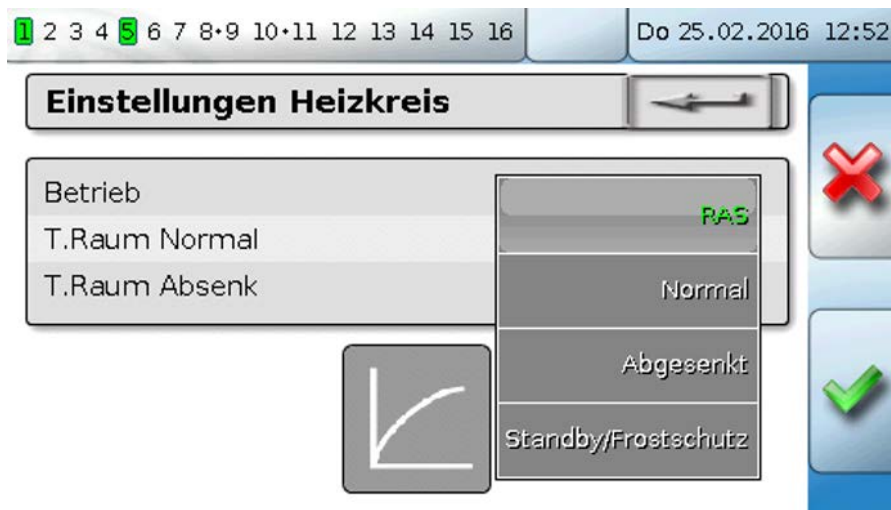 1 2 3 4 5 6 7 8•9 10•11 12 13 14 15 16
Do 25.02.2016 12:52
Einstellungen Heizkreis
Betrieb
T.Raum Normal
T.Raum Absenk
RAS
Normal
Abgesenkt
Standby/Frostschutz